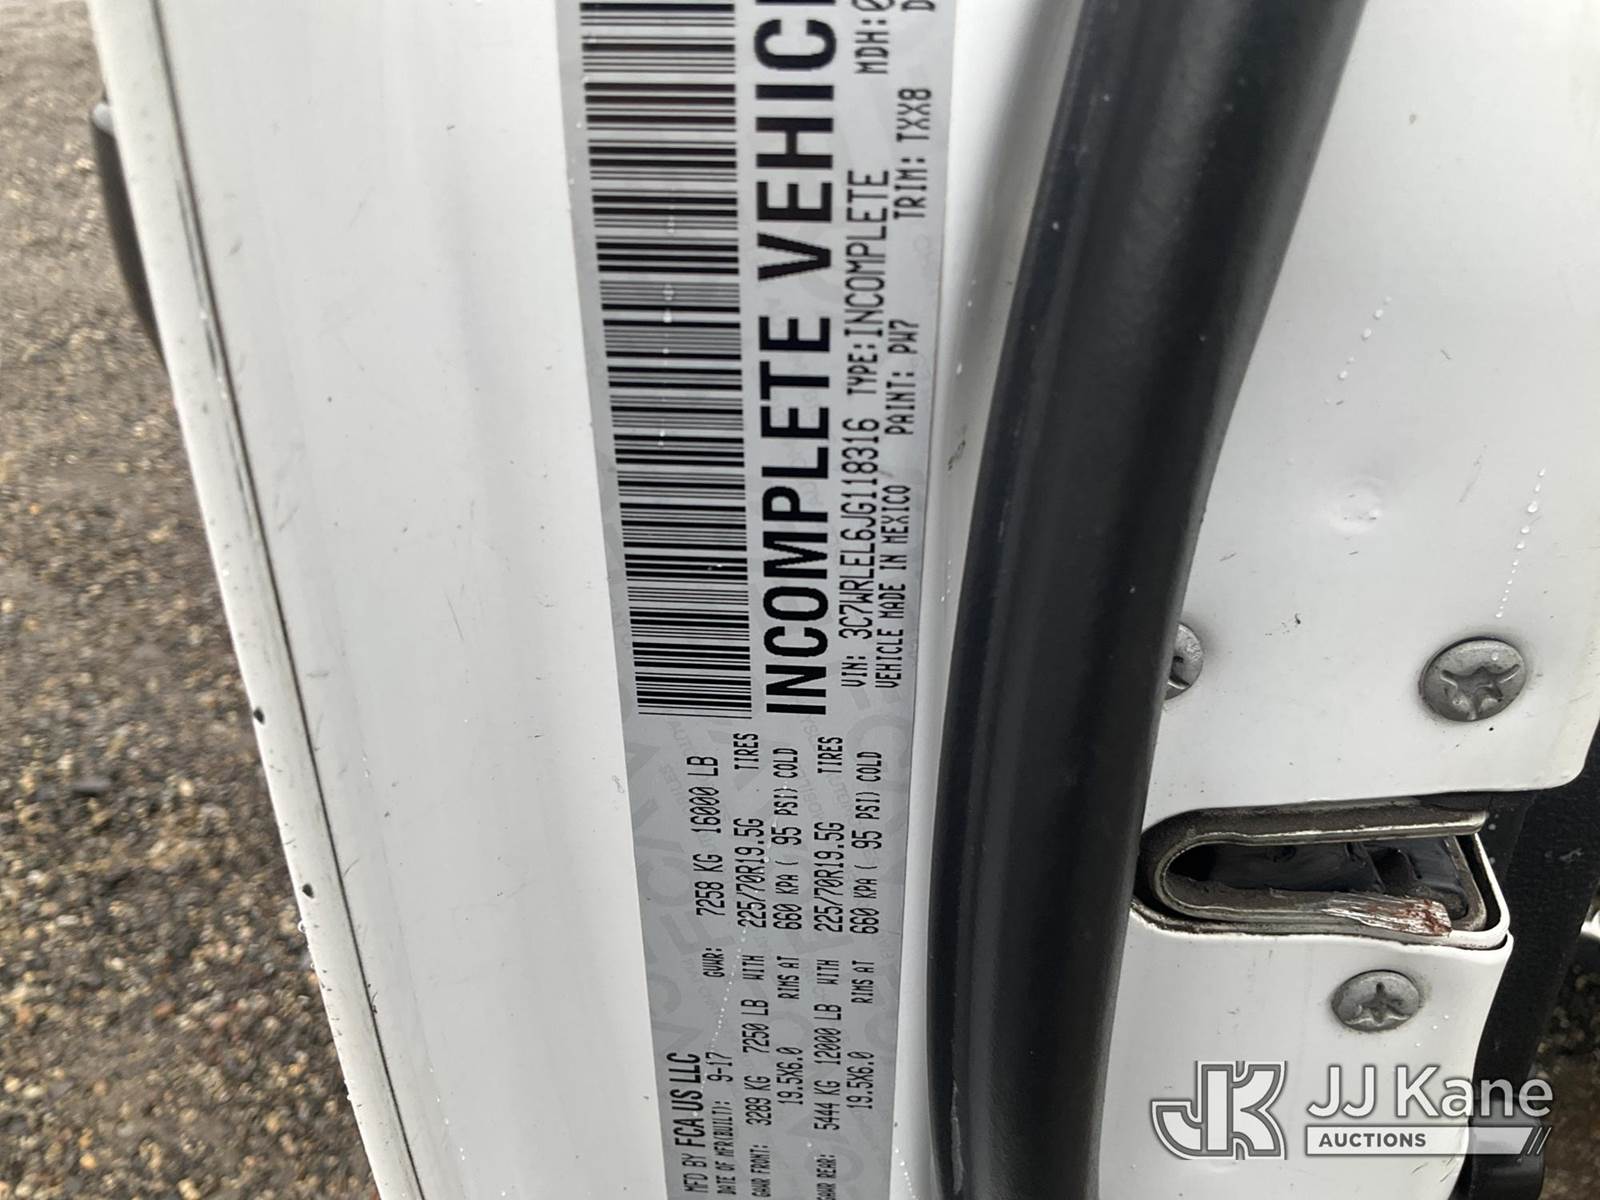 MFD BY FCA US LLC
DATE OF MFR(BUILT): 9-17 GVWR: 7258 KG 16000 LB
GAWR FRONT: 3289 KG 7250 LB WITH 225/70R19.5G TIRES
19.5X6.0 RIMS AT 660 KPA ( 95 PSI) COLD
GAWR REAR: 5444 KG 12000 LB WITH 225/70R19.5G TIRES
19.5X6.0 RIMS AT 660 KPA ( 95 PSI) COLD
INCOMPLETE VEHIC
VIN: 3C7WRLEL6JG118316 TYPE: INCOMPLETE MDH:0
VEHICLE MADE IN MEXICO PAINT: PW7 TRIM: TXX8
JK JJ Kane
AUCTIONS